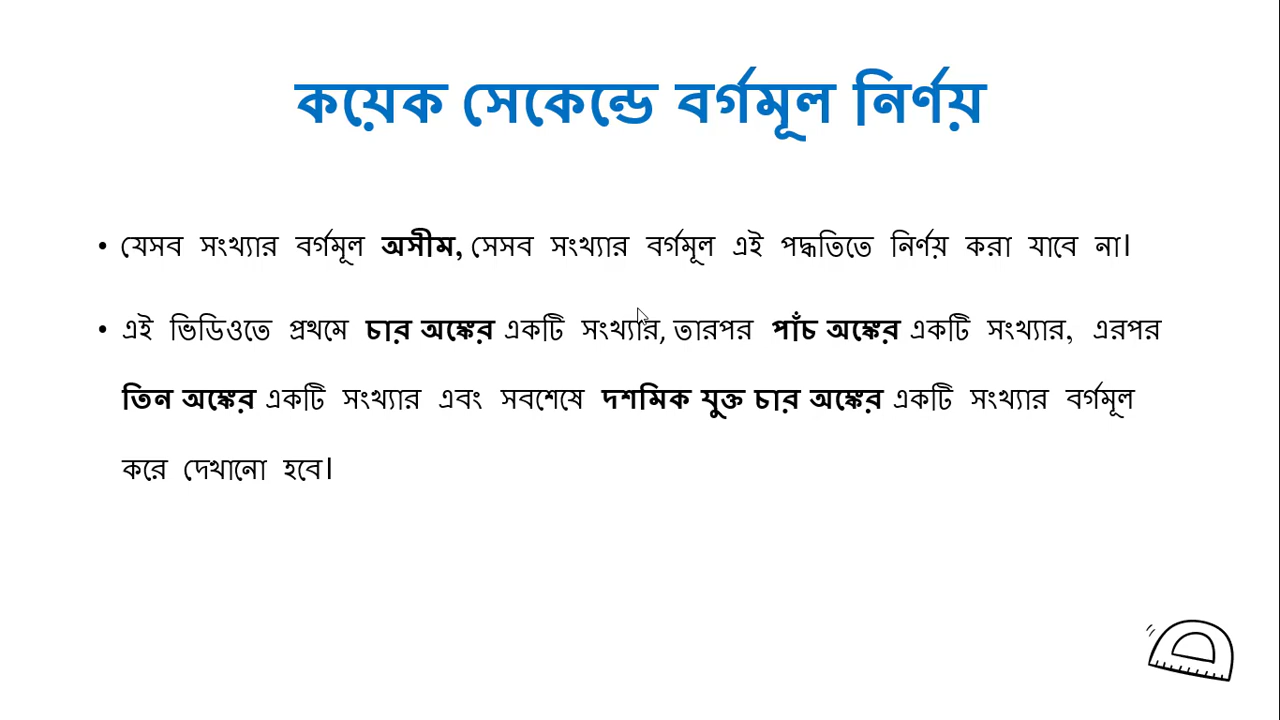 কয়েক সেকেন্ডে বর্গমূল নির্ণয়
• যেসব সংখ্যার বর্গমূল অসীম, সেসব সংখ্যার বর্গমূল এই পদ্ধতিতে নির্ণয় করা যাবে না।
• এই ভিডিওতে প্রথমে চার অঙ্কের একটি সংখ্যার, তারপর পাঁচ অঙ্কের একটি সংখ্যার, এরপর
তিন অঙ্কের একটি সংখ্যার এবং সবশেষে দশমিক যুক্ত চার অঙ্কের একটি সংখ্যার বর্গমূল
করে দেখানো হবে।